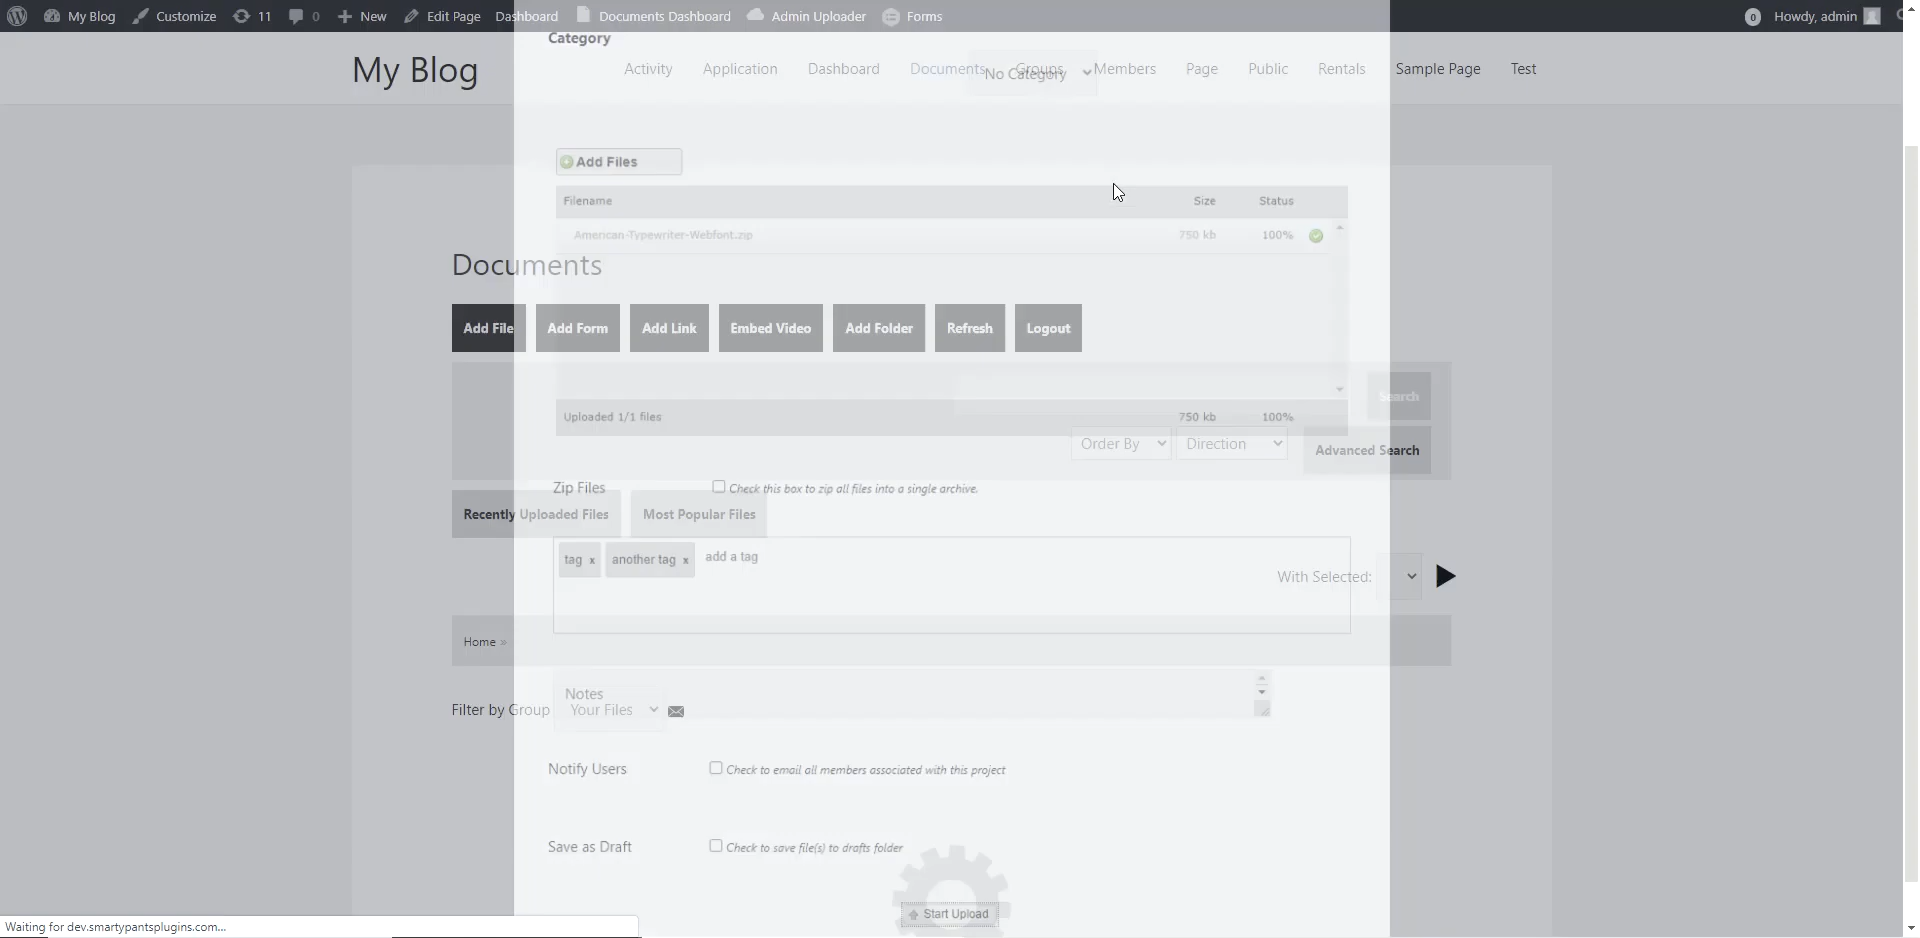 My Blog Customize 11 0 New Edit Page Dashboard Documents Dashboard Admin Uploader Forms 0 Howdy, admin
Category
My Blog
Activity Application Dashboard Documents Groups Members Page Public Rentals Sample Page Test
No Category
Add Files
Filename Size Status
American-Typewriter-Webfont.zip 750 kb 100%
Documents
Add File Add Form Add Link Embed Video Add Folder Refresh Logout
Search
Uploaded 1/1 files 750 kb 100%
Order By Direction Advanced Search
Zip Files Check this box to zip all files into a single archive.
Recently Uploaded Files Most Popular Files
tag x another tag x add a tag
With Selected:
Home »
Notes
Filter by Group Your Files
Notify Users Check to email all members associated with this project
Save as Draft Check to save file(s) to drafts folder
Start Upload
Waiting for dev.smartypantsplugins.com...